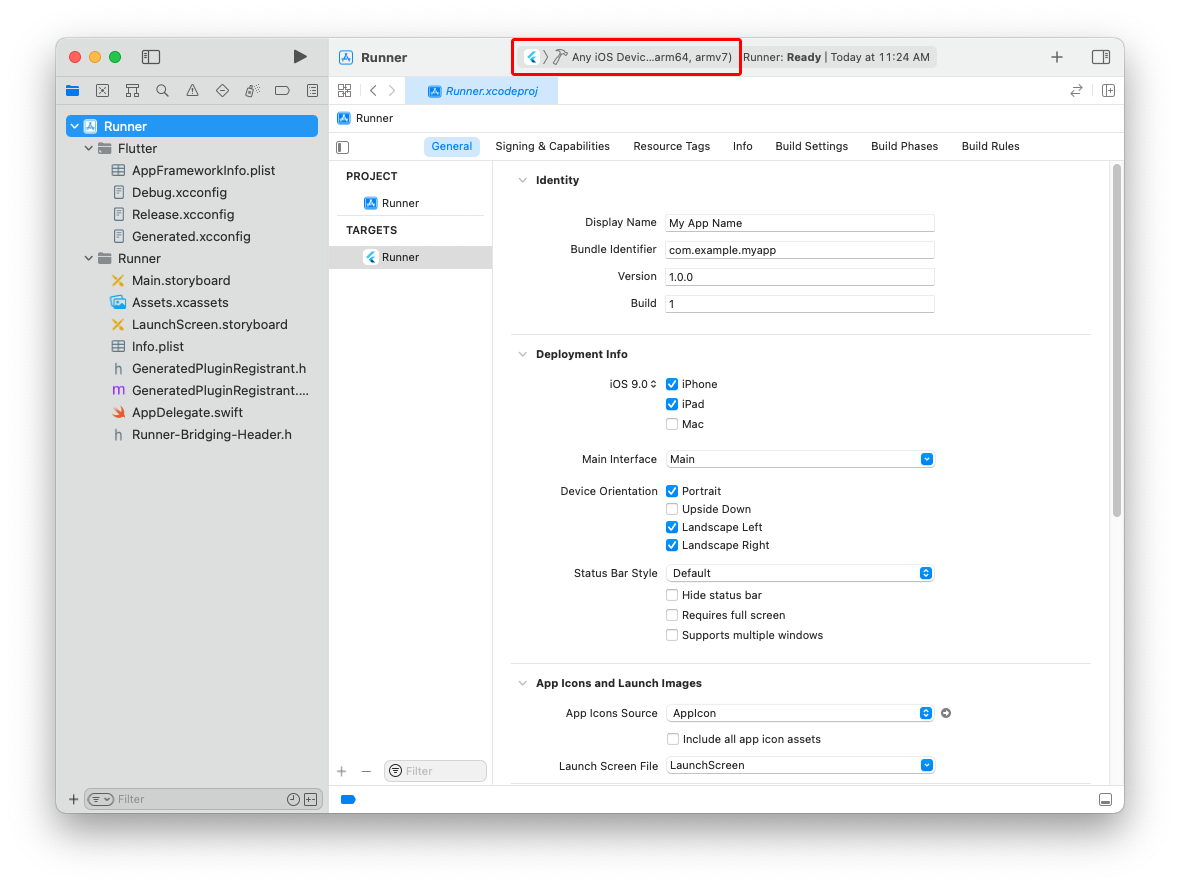 Runner
Any iOS Devic...arm64, armv7)
Runner: Ready | Today at 11:24 AM
Runner.xcodeproj
Runner
Runner
Flutter
AppFrameworkInfo.plist
Debug.xcconfig
Release.xcconfig
Generated.xcconfig
Runner
Main.storyboard
Assets.xcassets
LaunchScreen.storyboard
Info.plist
h GeneratedPluginRegistrant.h
m GeneratedPluginRegistrant....
AppDelegate.swift
h Runner-Bridging-Header.h
Filter
General Signing & Capabilities Resource Tags Info Build Settings Build Phases Build Rules
PROJECT
Runner
TARGETS
Runner
Filter
Identity
Display Name My App Name
Bundle Identifier com.example.myapp
Version 1.0.0
Build 1
Deployment Info
iOS 9.0 iPhone
iPad
Mac
Main Interface Main
Device Orientation Portrait
Upside Down
Landscape Left
Landscape Right
Status Bar Style Default
Hide status bar
Requires full screen
Supports multiple windows
App Icons and Launch Images
App Icons Source AppIcon
Include all app icon assets
Launch Screen File LaunchScreen